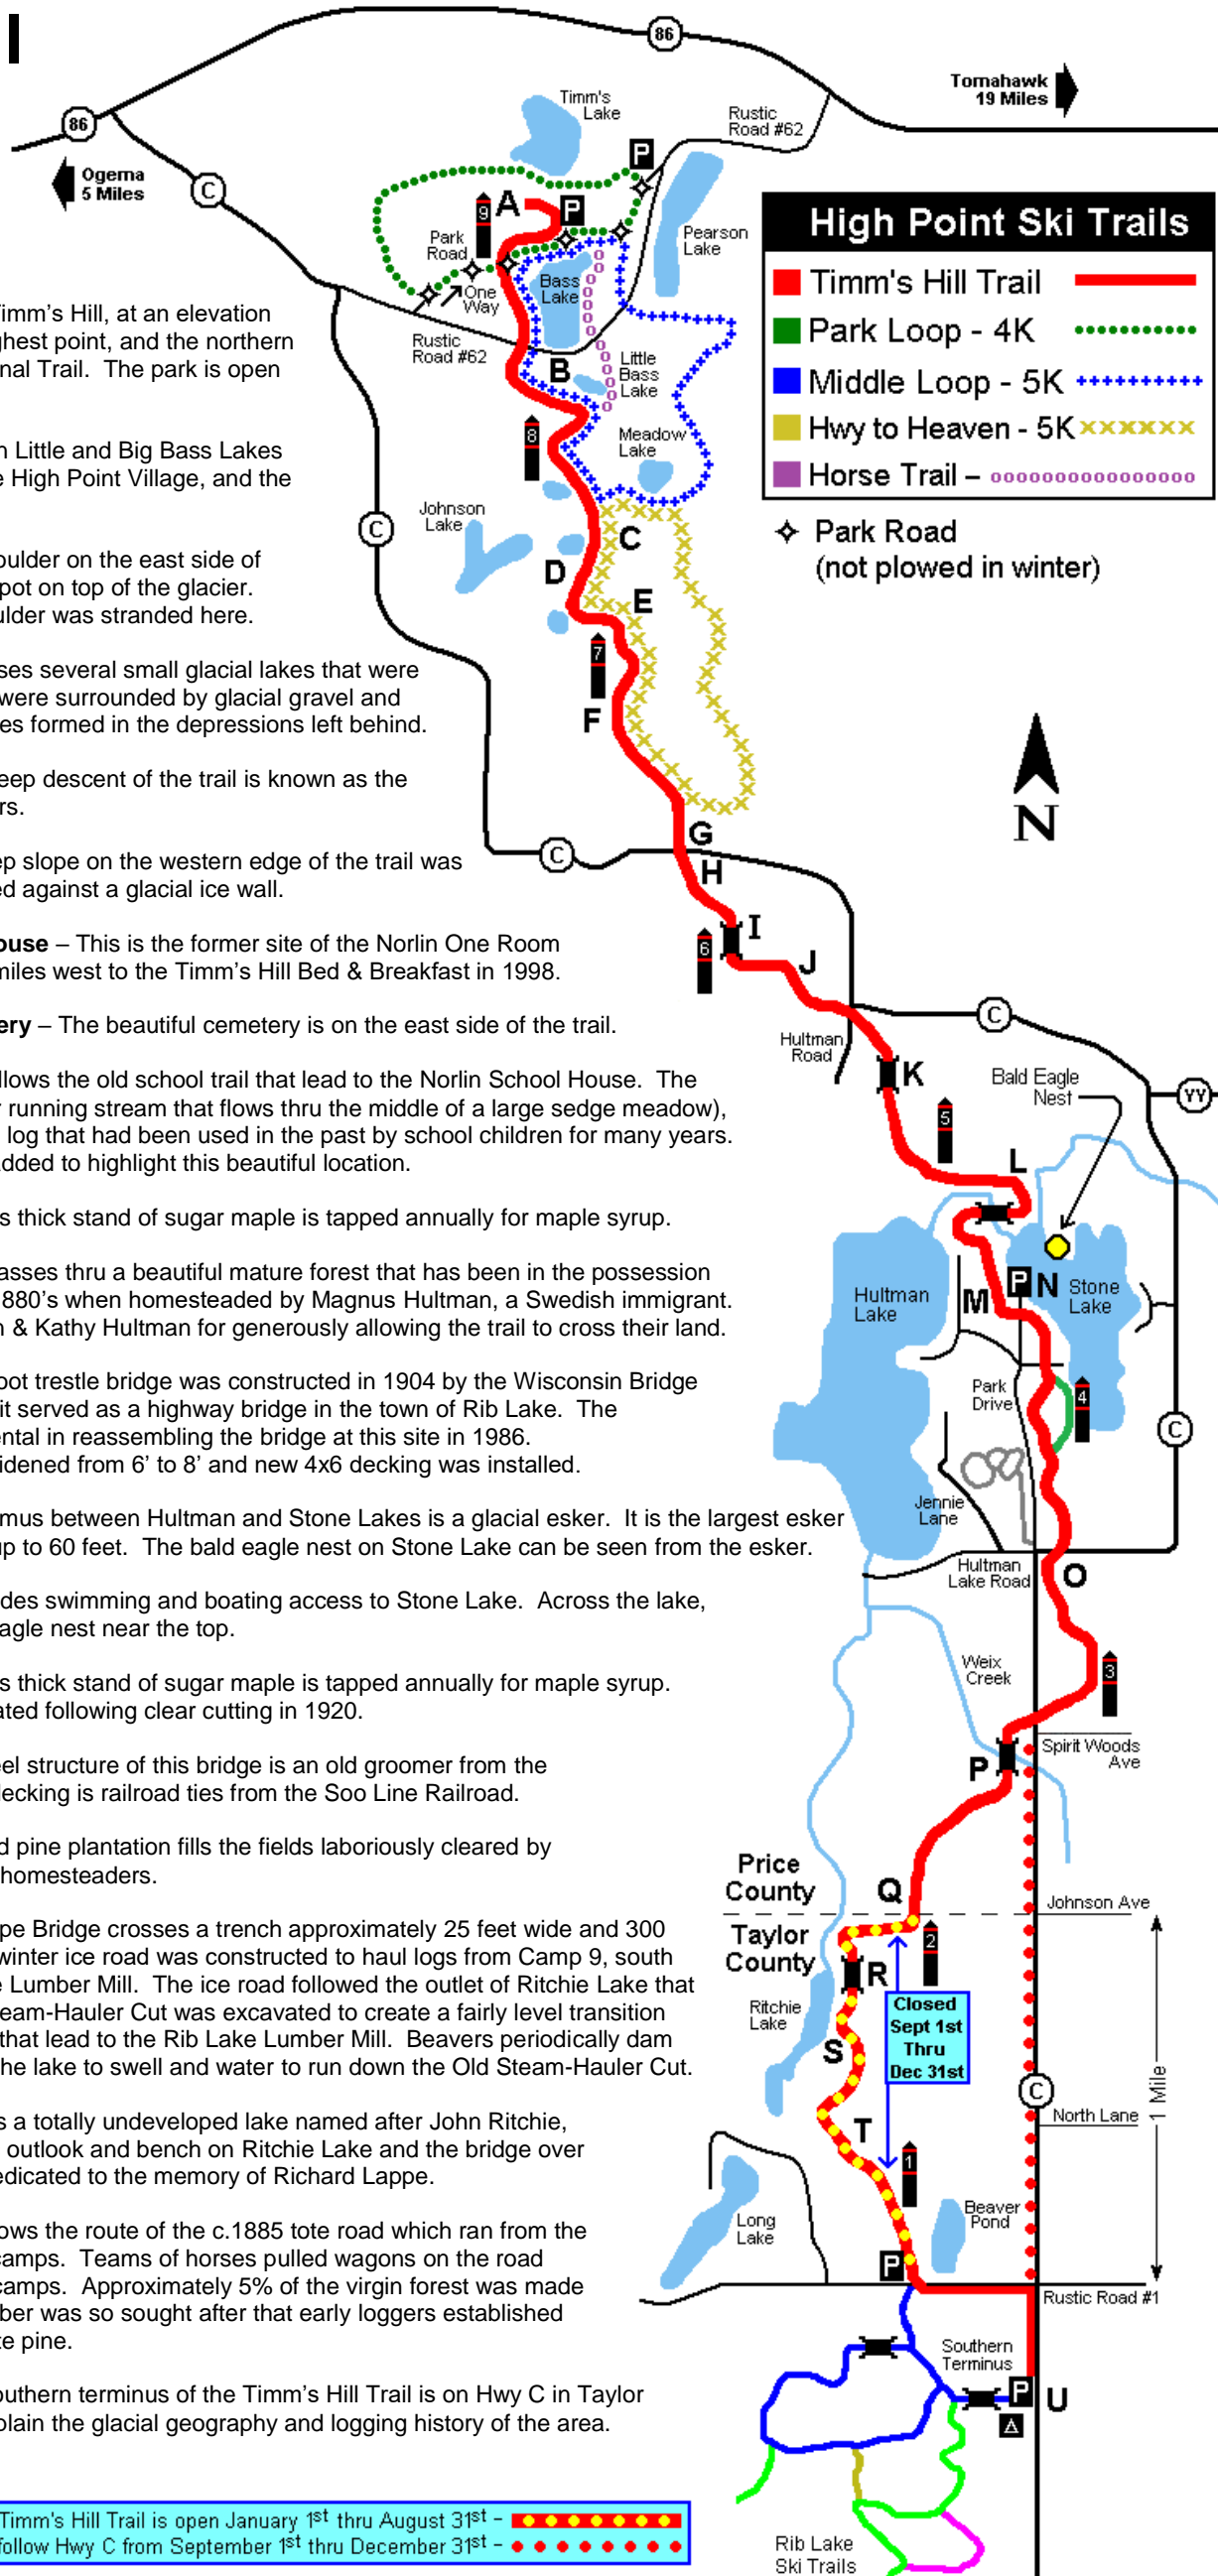 86
Tomahawk
19 Miles
86
Ogema
5 Miles
C
Timm's
Lake
Rustic
Road #62
P
A
9
P
Park
Road
Pearson
Lake
Bass
Lake
One
Way
Rustic
Road #62
B
Little
Bass
Lake
8
Meadow
Lake
Johnson
Lake
C
C
D
E
7
F
High Point Ski Trails
Timm's Hill Trail
Park Loop - 4K
Middle Loop - 5K
Hwy to Heaven - 5K
Horse Trail –
Park Road
(not plowed in winter)
N
Timm's Hill, at an elevation
ghest point, and the northern
nal Trail. The park is open
n Little and Big Bass Lakes
e High Point Village, and the
oulder on the east side of
pot on top of the glacier.
ulder was stranded here.
ses several small glacial lakes that were
were surrounded by glacial gravel and
es formed in the depressions left behind.
eep descent of the trail is known as the
rs.
ep slope on the western edge of the trail was
ed against a glacial ice wall.
ouse – This is the former site of the Norlin One Room
miles west to the Timm's Hill Bed & Breakfast in 1998.
ery – The beautiful cemetery is on the east side of the trail.
llows the old school trail that lead to the Norlin School House. The
r running stream that flows thru the middle of a large sedge meadow),
log that had been used in the past by school children for many years.
added to highlight this beautiful location.
s thick stand of sugar maple is tapped annually for maple syrup.
asses thru a beautiful mature forest that has been in the possession
880's when homesteaded by Magnus Hultman, a Swedish immigrant.
n & Kathy Hultman for generously allowing the trail to cross their land.
oot trestle bridge was constructed in 1904 by the Wisconsin Bridge
it served as a highway bridge in the town of Rib Lake. The
ental in reassembling the bridge at this site in 1986.
idened from 6' to 8' and new 4x6 decking was installed.
mus between Hultman and Stone Lakes is a glacial esker. It is the largest esker
up to 60 feet. The bald eagle nest on Stone Lake can be seen from the esker.
des swimming and boating access to Stone Lake. Across the lake,
agle nest near the top.
s thick stand of sugar maple is tapped annually for maple syrup.
ated following clear cutting in 1920.
eel structure of this bridge is an old groomer from the
decking is railroad ties from the Soo Line Railroad.
d pine plantation fills the fields laboriously cleared by
homesteaders.
pe Bridge crosses a trench approximately 25 feet wide and 300
winter ice road was constructed to haul logs from Camp 9, south
e Lumber Mill. The ice road followed the outlet of Ritchie Lake that
team-Hauler Cut was excavated to create a fairly level transition
that lead to the Rib Lake Lumber Mill. Beavers periodically dam
he lake to swell and water to run down the Old Steam-Hauler Cut.
s a totally undeveloped lake named after John Ritchie,
outlook and bench on Ritchie Lake and the bridge over
edicated to the memory of Richard Lappe.
ows the route of the c.1885 tote road which ran from the
camps. Teams of horses pulled wagons on the road
camps. Approximately 5% of the virgin forest was made
ber was so sought after that early loggers established
te pine.
outhern terminus of the Timm's Hill Trail is on Hwy C in Taylor
plain the glacial geography and logging history of the area.
C
G
H
I
6
J
Hultman
Road
C
K
Bald Eagle
Nest
YY
5
L
Hultman
Lake
M
P
N
Stone
Lake
Park
Drive
4
C
Jennie
Lane
Hultman
Lake Road
O
Weix
Creek
3
Spirit Woods
Ave
P
Price
County
Q
Johnson Ave
Taylor
County
2
R
Ritchie
Lake
S
Closed
Sept 1st
Thru
Dec 31st
C
1 Mile
North Lane
T
1
Long
Lake
Beaver
Pond
P
Rustic Road #1
Southern
Terminus
P
U
Rib Lake
Ski Trails
Timm's Hill Trail is open January 1st thru August 31st -
follow Hwy C from September 1st thru December 31st -